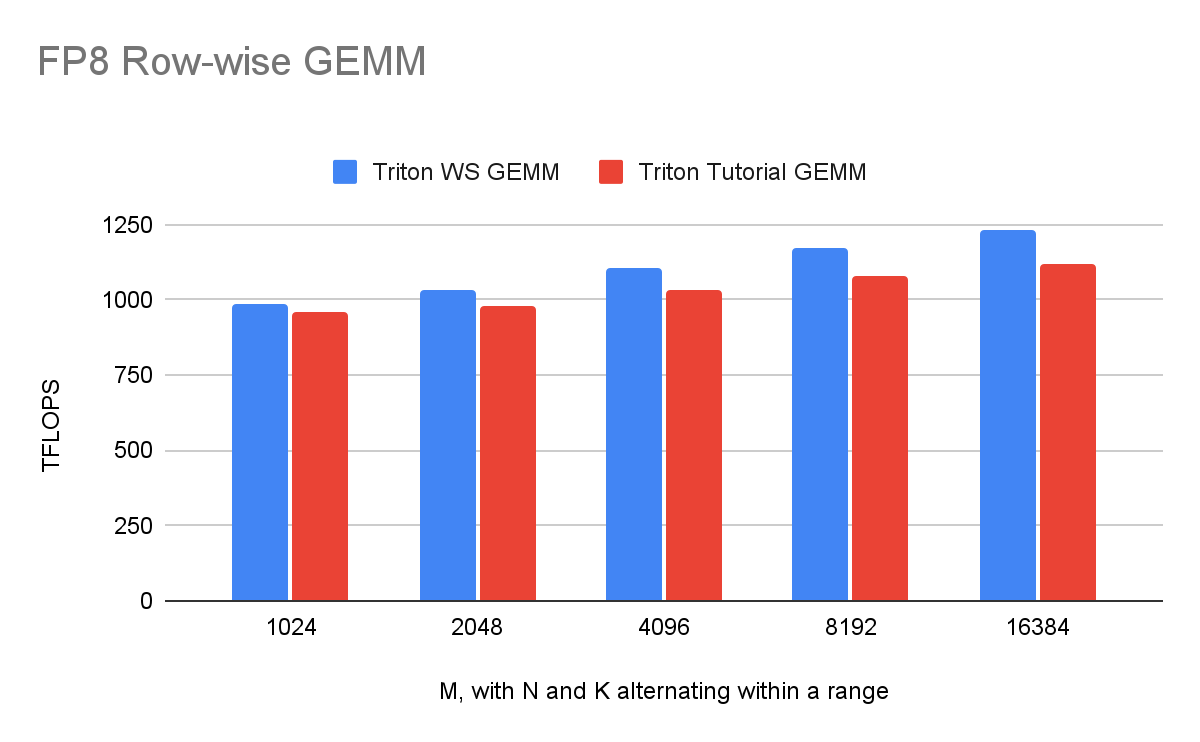 FP8 Row-wise GEMM
Triton WS GEMM
Triton Tutorial GEMM
1250
1000
750
500
250
0
TFLOPS
1024
2048
4096
8192
16384
M, with N and K alternating within a range